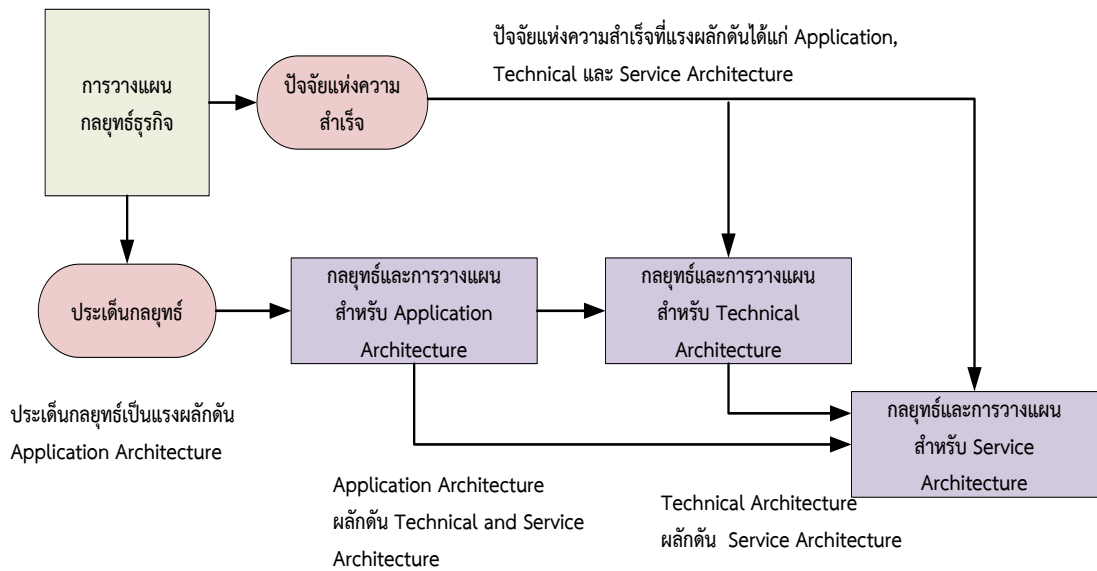 ปัจจัยแห่งความสำเร็จที่แรงผลักดันได้แก่ Application,
Technical และ Service Architecture
การวางแผน
กลยุทธ์ธุรกิจ
ปัจจัยแห่งความ
สำเร็จ
ประเด็นกลยุทธ์
กลยุทธ์และการวางแผน
สำหรับ Application
Architecture
กลยุทธ์และการวางแผน
สำหรับ Technical
Architecture
ประเด็นกลยุทธ์เป็นแรงผลักดัน
Application Architecture
กลยุทธ์และการวางแผน
สำหรับ Service
Architecture
Application Architecture
ผลักดัน Technical and Service
Architecture
Technical Architecture
ผลักดัน Service Architecture